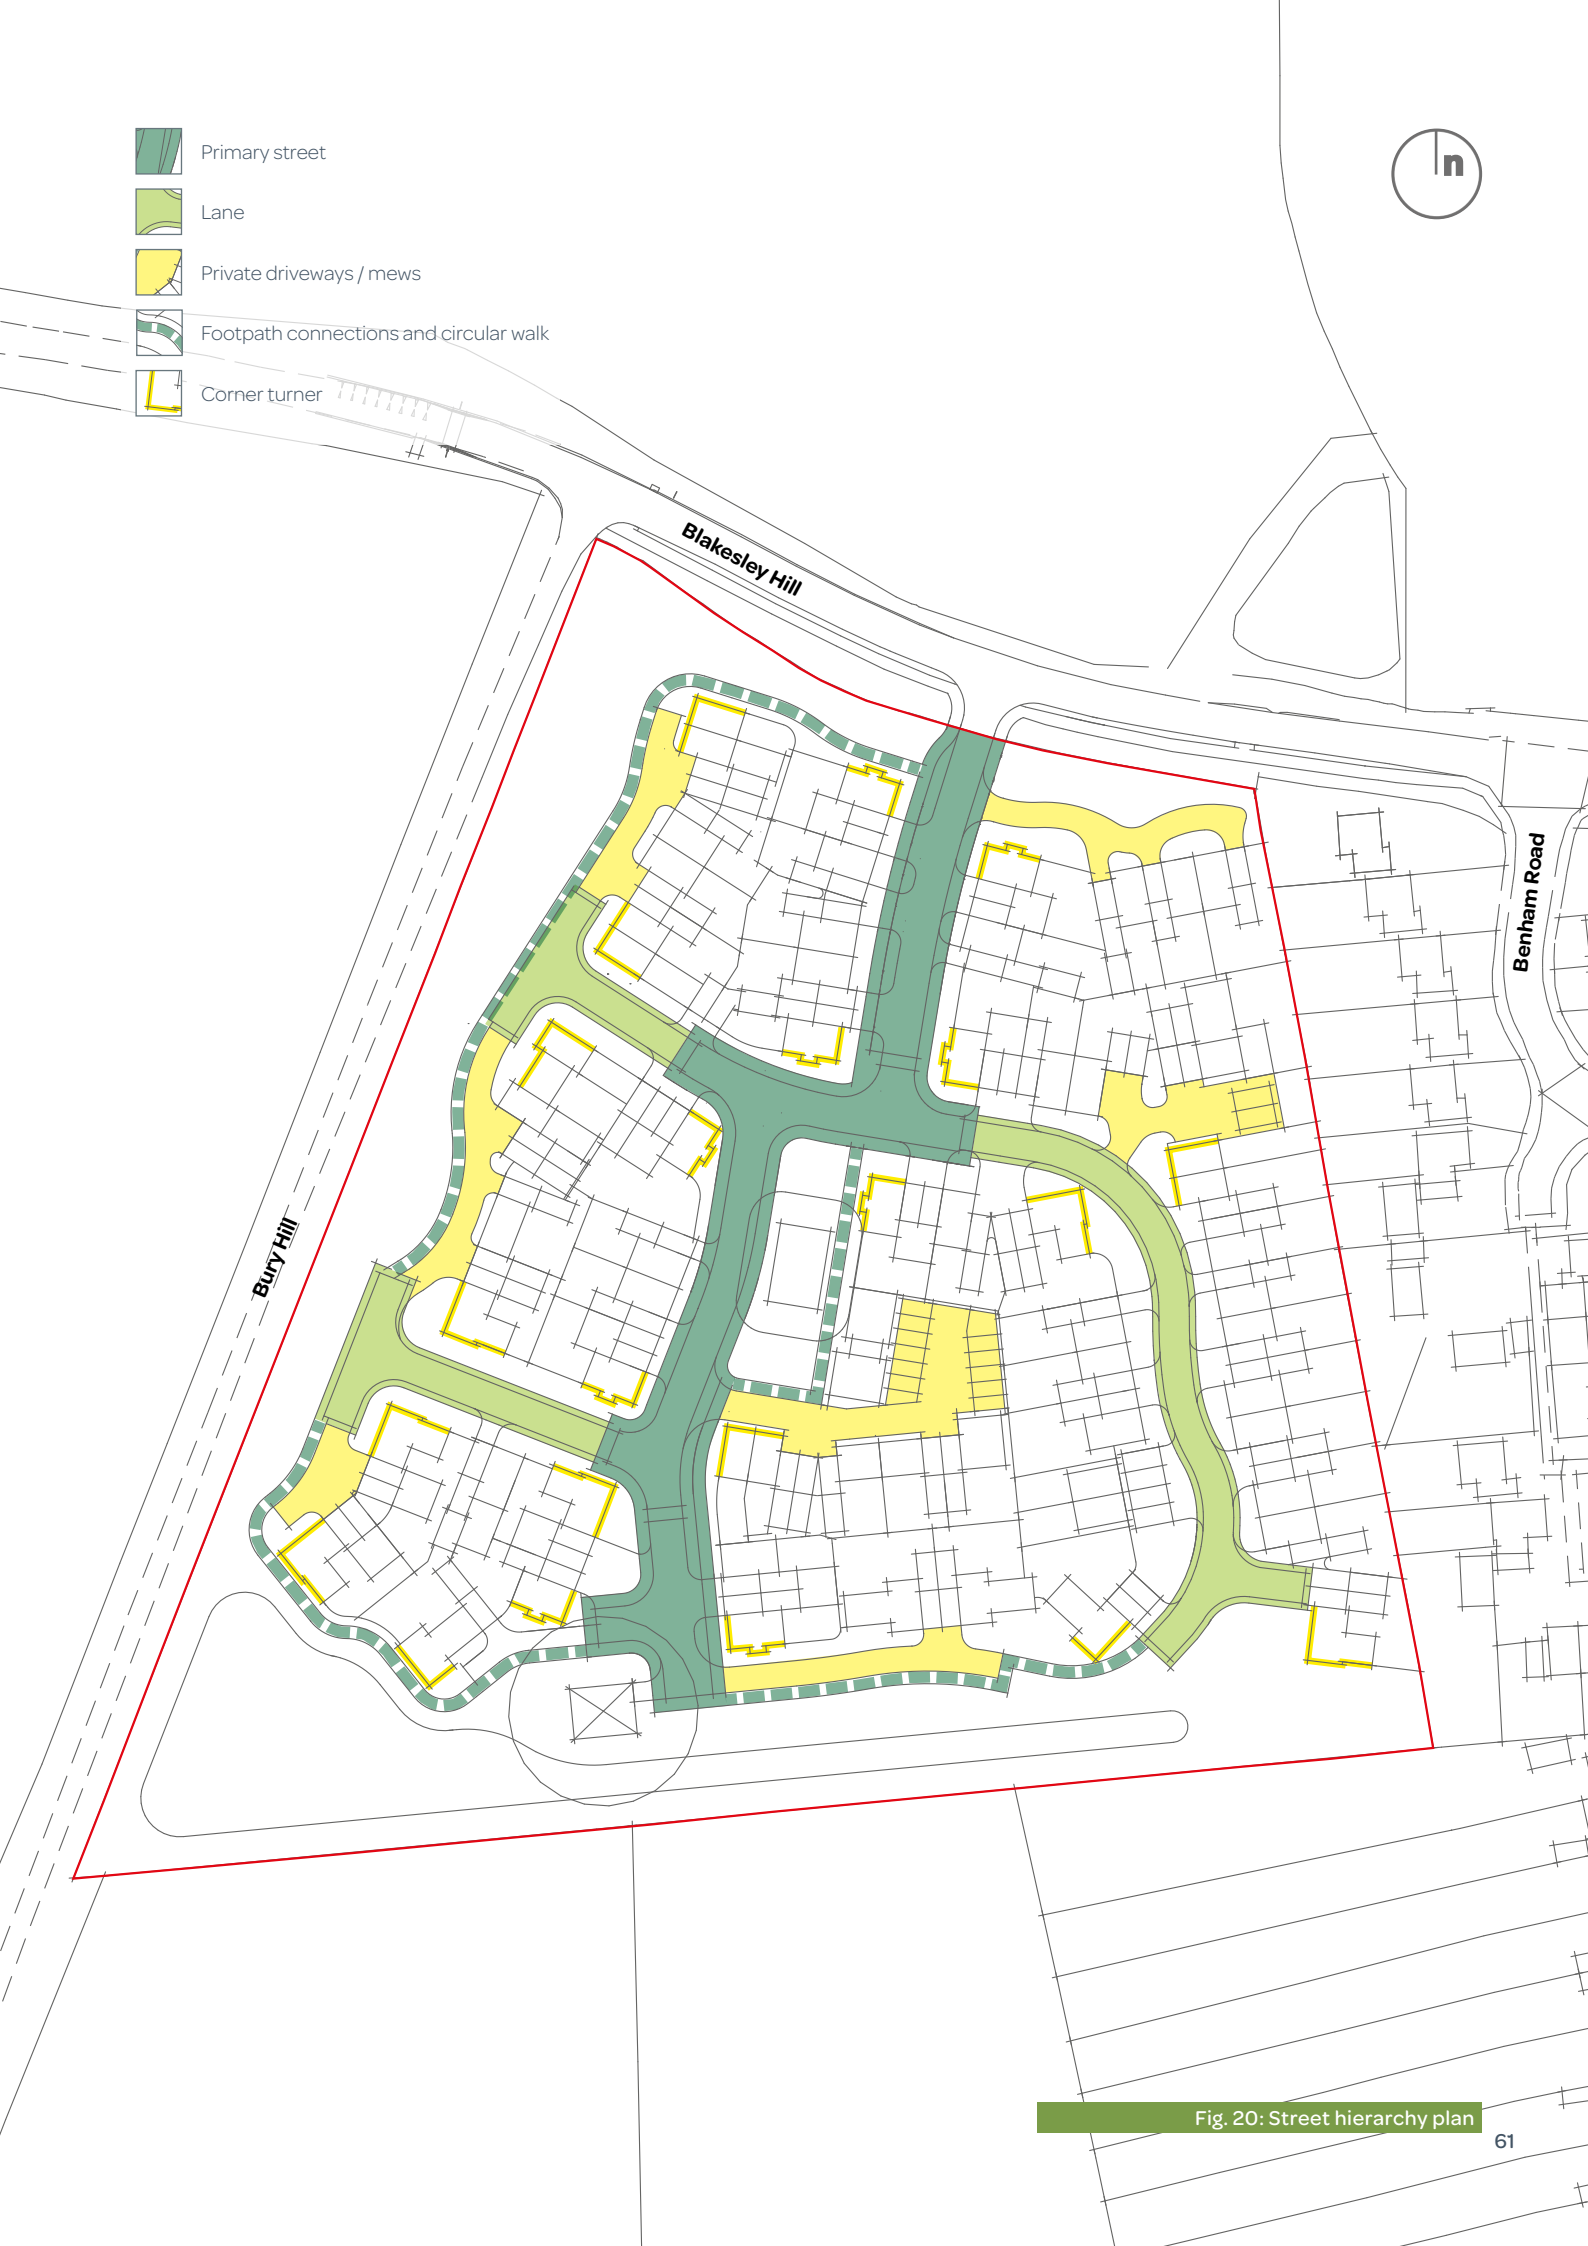 Primary street
Lane
Private driveways / mews
Footpath connections and circular walk
Corner turner
n
Blakesley Hill
Benham Road
Bury Hill
Fig. 20: Street hierarchy plan
61